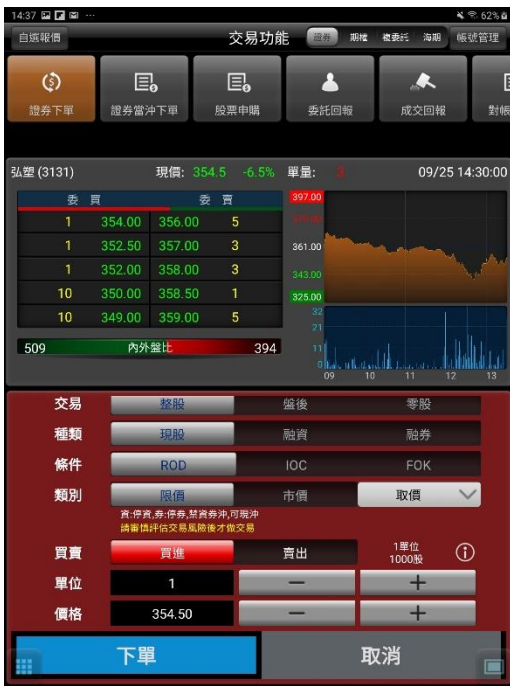 14:37 62%
自選報價 交易功能 證券 期權 複委託 海期 帳號管理
證券下單 證券當沖下單 股票申購 委託回報 成交回報 對帳
弘塑 (3131) 現價: 354.5 -6.5% 單量: 3 09/25 14:30:00
委 買 委 賣
1 354.00 356.00 5
1 352.50 357.00 3
1 352.00 358.00 3
10 350.00 358.50 1
10 349.00 359.00 5
509 內外盤比 394
397.00
379.00
361.00
343.00
325.00
32
21
11
0
09 10 11 12 13
交易 整股 盤後 零股
種類 現股 融資 融券
條件 ROD IOC FOK
類別 限價 市價 取價
資:停資,券:停券,禁資券沖,可現沖
請審慎評估交易風險後才做交易
買賣 買進 賣出 1單位 1000股
單位 1 − +
價格 354.50 − +
下單 取消